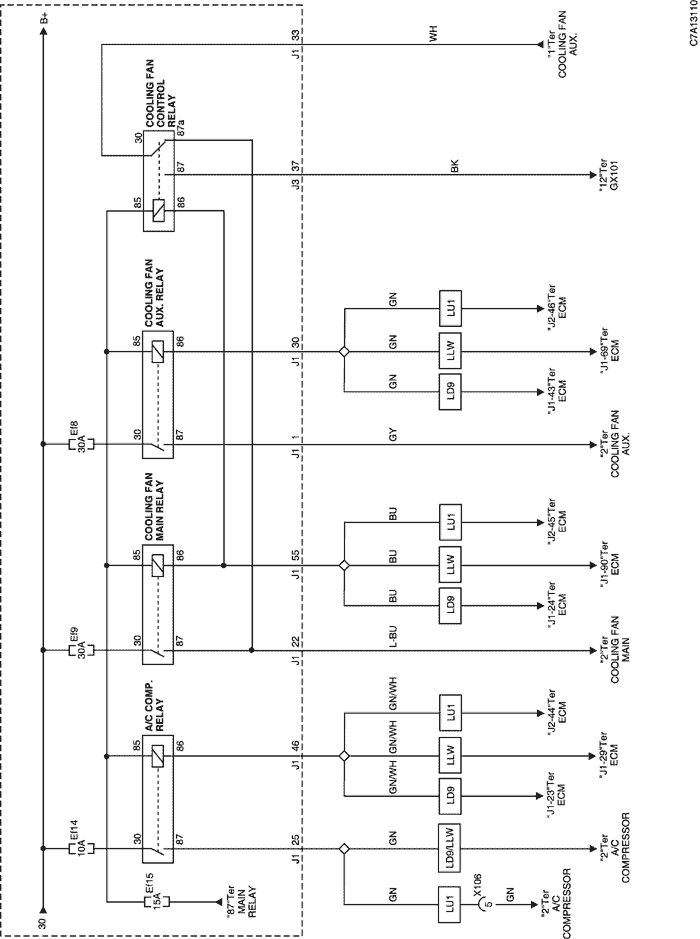 30
B+
Ef15
15A
"87"Ter
MAIN
RELAY
Ef14
10A
Ef9
30A
Ef8
30A
A/C COMP.
RELAY
30
85
87
86
COOLING FAN
MAIN RELAY
30
85
87
86
COOLING FAN
AUX. RELAY
30
85
87
86
COOLING FAN
CONTROL
RELAY
85
30
86
87
87a
J1 25
J1 46
J1 22
J1 55
J1 1
J1 30
J3 37
J1 33
GN
GN
GN/WH
GN/WH
GN/WH
L-BU
BU
BU
BU
GY
GN
GN
GN
BK
WH
LU1
LD9/LLW
LD9
LLW
LU1
LD9
LLW
LU1
LD9
LLW
LU1
X106
5
GN
"2"Ter
A/C
COMPRESSOR
"2"Ter
A/C
COMPRESSOR
"J1-23"Ter
ECM
"J1-29"Ter
ECM
"J2-44"Ter
ECM
"2"Ter
COOLING FAN
MAIN
"J1-24"Ter
ECM
"J1-90"Ter
ECM
"J2-45"Ter
ECM
"2"Ter
COOLING FAN
AUX.
"J1-43"Ter
ECM
"J1-69"Ter
ECM
"J2-46"Ter
ECM
"12"Ter
GX101
"1"Ter
COOLING FAN
AUX.
C7A13110